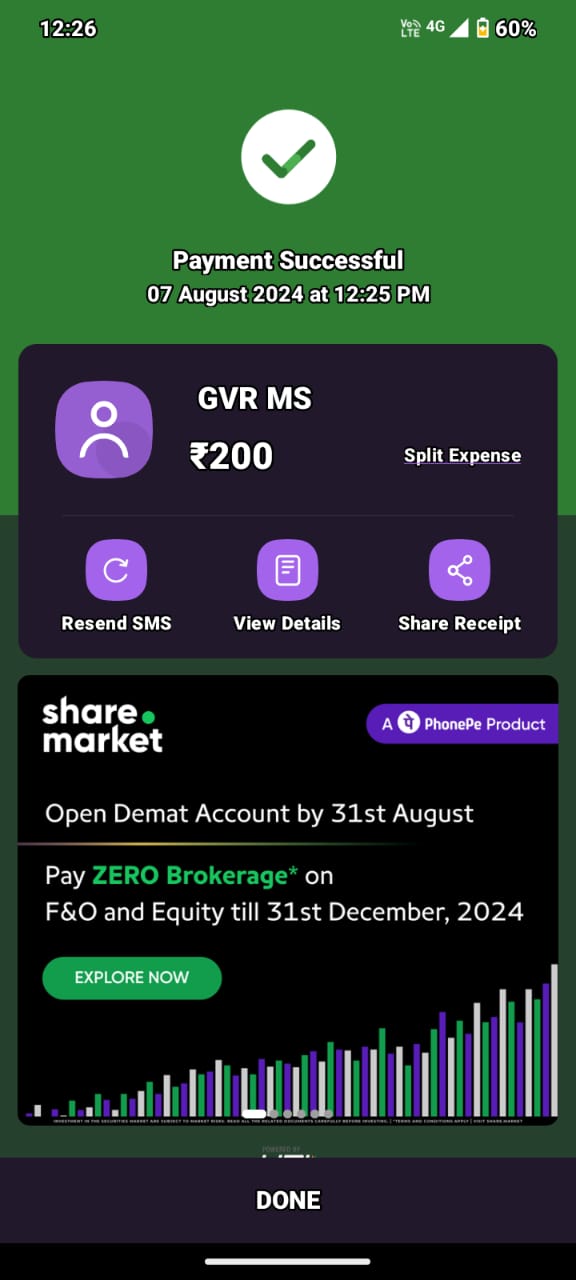 12:26
Vo LTE 4G 60%
Payment Successful
07 August 2024 at 12:25 PM
GVR MS
₹200
Split Expense
Resend SMS
View Details
Share Receipt
share.
market
A पे PhonePe Product
Open Demat Account by 31st August
Pay ZERO Brokerage* on
F&O and Equity till 31st December, 2024
EXPLORE NOW
INVESTMENT IN THE SECURITIES MARKET ARE SUBJECT TO MARKET RISKS. READ ALL THE RELATED DOCUMENTS CAREFULLY BEFORE INVESTING. | *TERMS AND CONDITIONS APPLY | VISIT SHARE.MARKET
POWERED BY
DONE